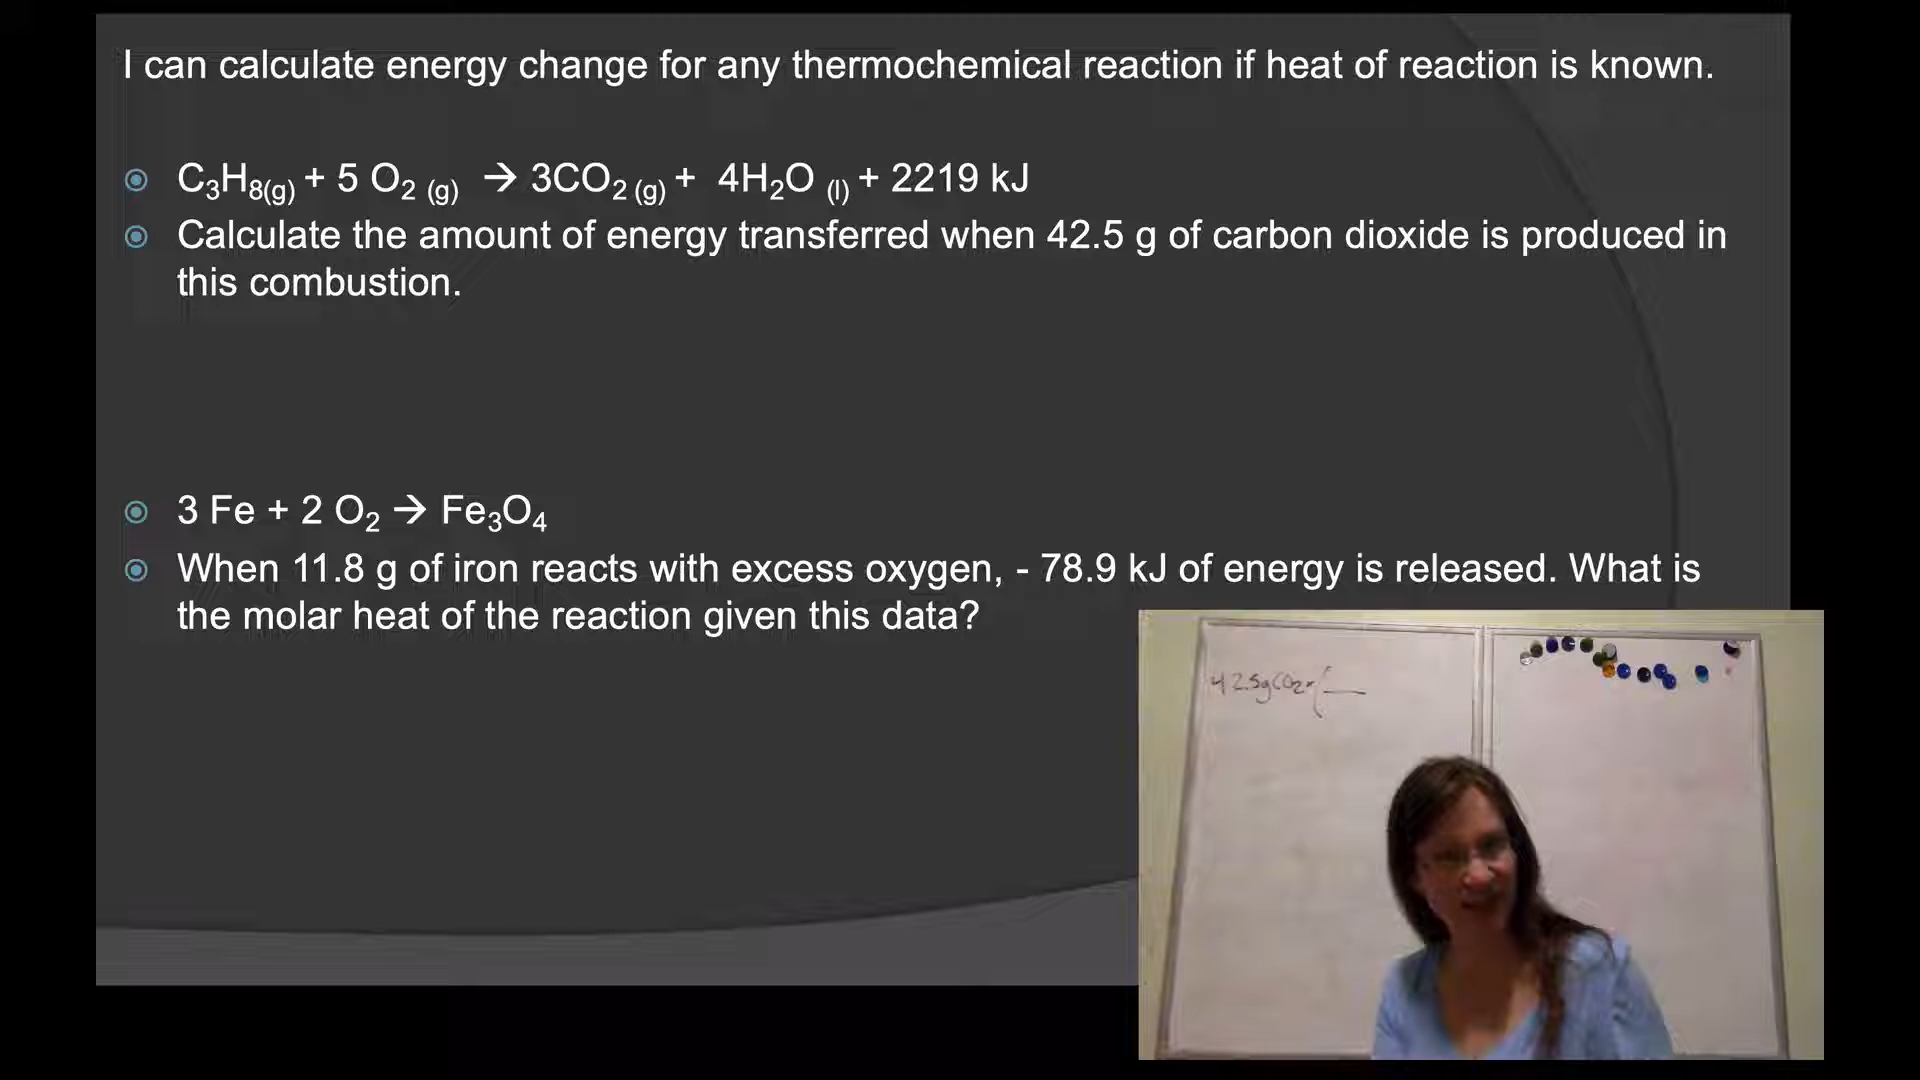 I can calculate energy change for any thermochemical reaction if heat of reaction is known.
C₃H₈(g) + 5 O₂ (g) → 3CO₂ (g) + 4H₂O (l) + 2219 kJ
Calculate the amount of energy transferred when 42.5 g of carbon dioxide is produced in
this combustion.
3 Fe + 2 O₂ → Fe₃O₄
When 11.8 g of iron reacts with excess oxygen, - 78.9 kJ of energy is released. What is
the molar heat of the reaction given this data?
42.5gCO₂ × (